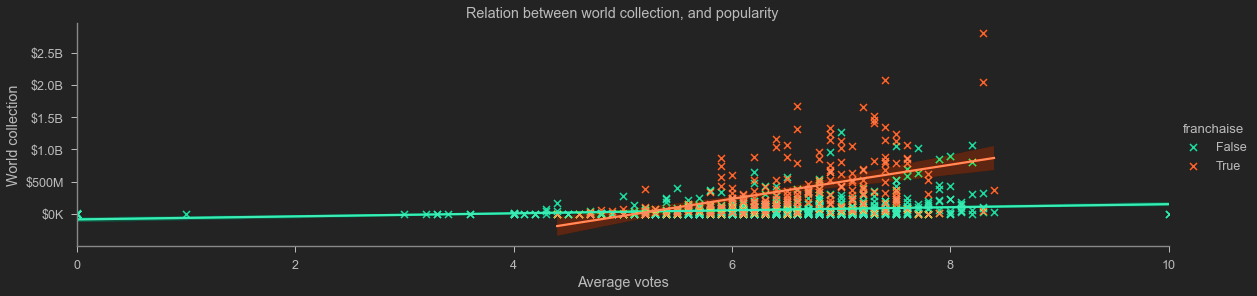 Relation between world collection, and popularity
$2.5B
$2.0B
$1.5B
$1.0B
$500M
$0K
World collection
0
2
4
6
8
10
Average votes
franchaise
False
True